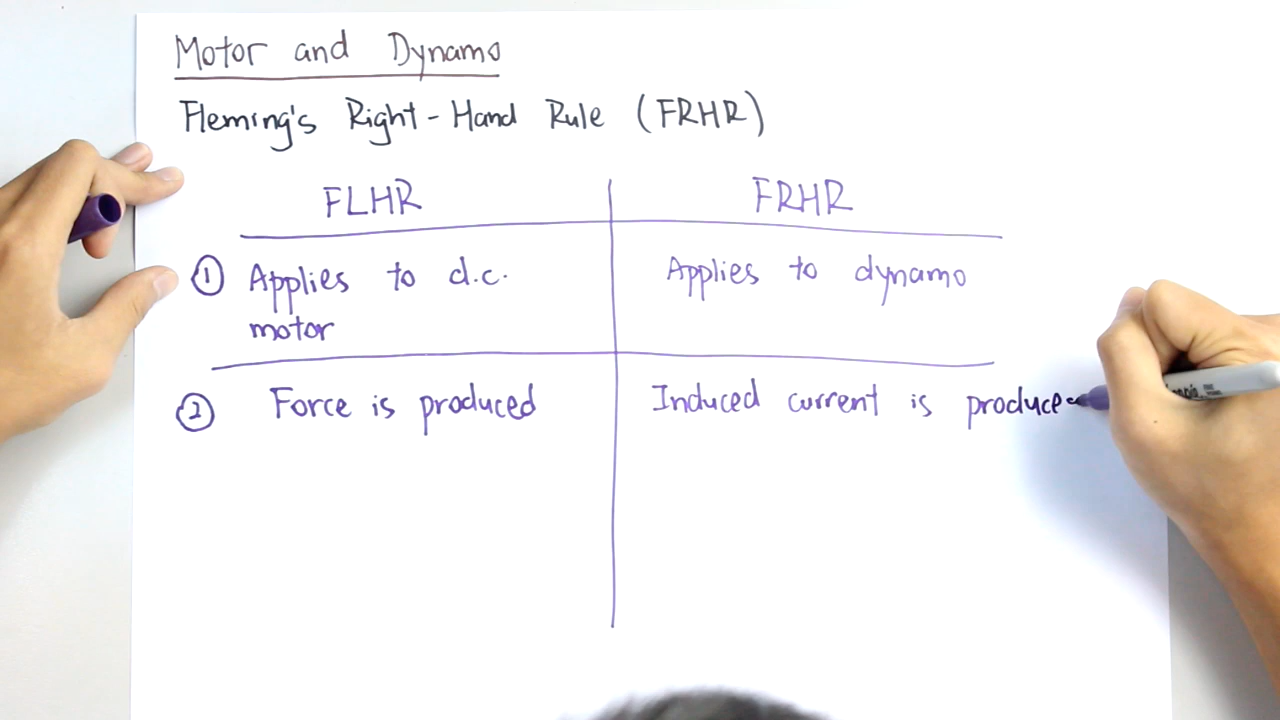 Motor and Dynamo
Fleming's Right-Hand Rule (FRHR)
FLHR
FRHR
① Applies to d.c.
motor
Applies to dynamo
② Force is produced
Induced current is produce